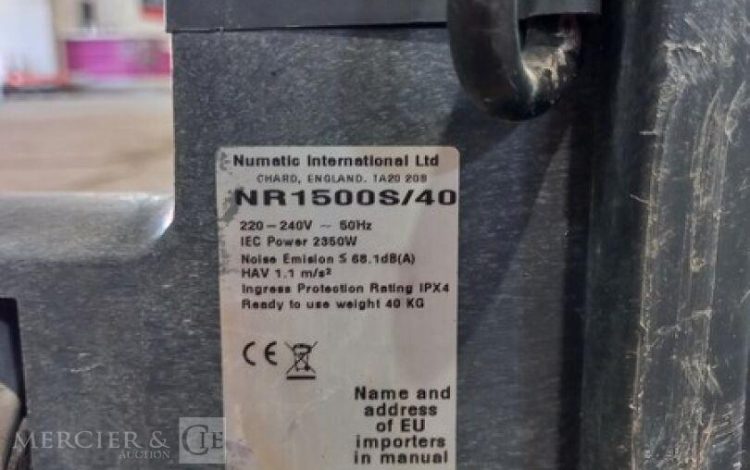 Numatic International Ltd
CHARD, ENGLAND. TA20 2GB
NR1500S/40
220-240V ~ 50Hz
IEC Power 2350W
Noise Emision ≤ 68.1dB(A)
HAV 1.1 m/s²
Ingress Protection Rating IPX4
Ready to use weight 40 KG
CE
Name and
address
of EU
importers
in manual
MERCIER & CIE
AUCTION